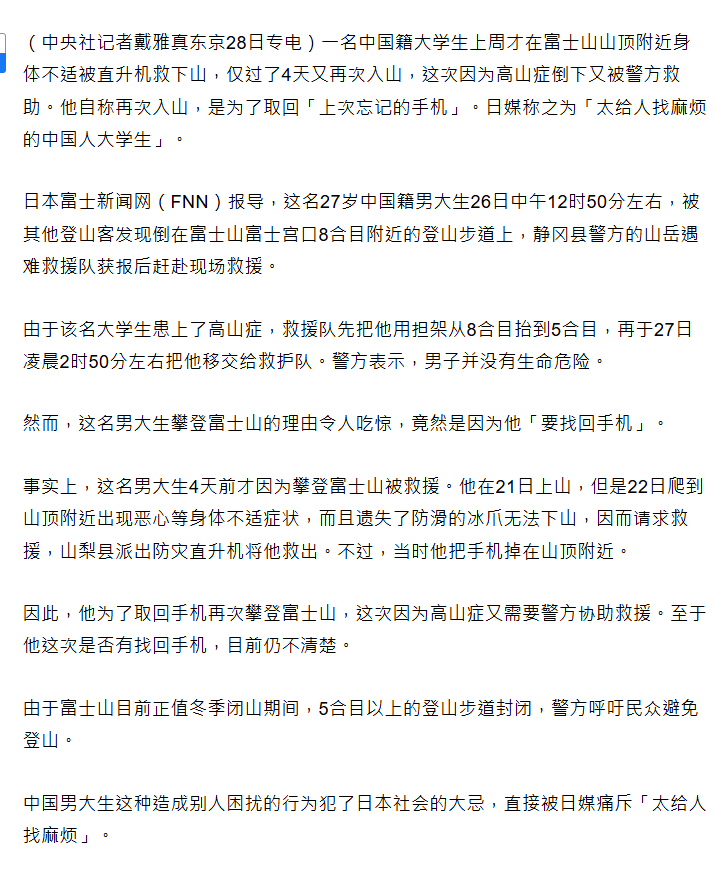 （中央社记者戴雅真东京28日专电）一名中国籍大学生上周才在富士山山顶附近身
体不适被直升机救下山，仅过了4天又再次入山，这次因为高山症倒下又被警方救
助。他自称再次入山，是为了取回「上次忘记的手机」。日媒称之为「太给人找麻烦
的中国人大学生」。
日本富士新闻网（FNN）报导，这名27岁中国籍男大生26日中午12时50分左右，被
其他登山客发现倒在富士山富士宫口8合目附近的登山步道上，静冈县警方的山岳遇
难救援队获报后赶赴现场救援。
由于该名大学生患上了高山症，救援队先把他用担架从8合目抬到5合目，再于27日
凌晨2时50分左右把他移交给救护队。警方表示，男子并没有生命危险。
然而，这名男大生攀登富士山的理由令人吃惊，竟然是因为他「要找回手机」。
事实上，这名男大生4天前才因为攀登富士山被救援。他在21日上山，但是22日爬到
山顶附近出现恶心等身体不适症状，而且遗失了防滑的冰爪无法下山，因而请求救
援，山梨县派出防灾直升机将他救出。不过，当时他把手机掉在山顶附近。
因此，他为了取回手机再次攀登富士山，这次因为高山症又需要警方协助救援。至于
他这次是否有找回手机，目前仍不清楚。
由于富士山目前正值冬季闭山期间，5合目以上的登山步道封闭，警方呼吁民众避免
登山。
中国男大生这种造成别人困扰的行为犯了日本社会的大忌，直接被日媒痛斥「太给人
找麻烦」。